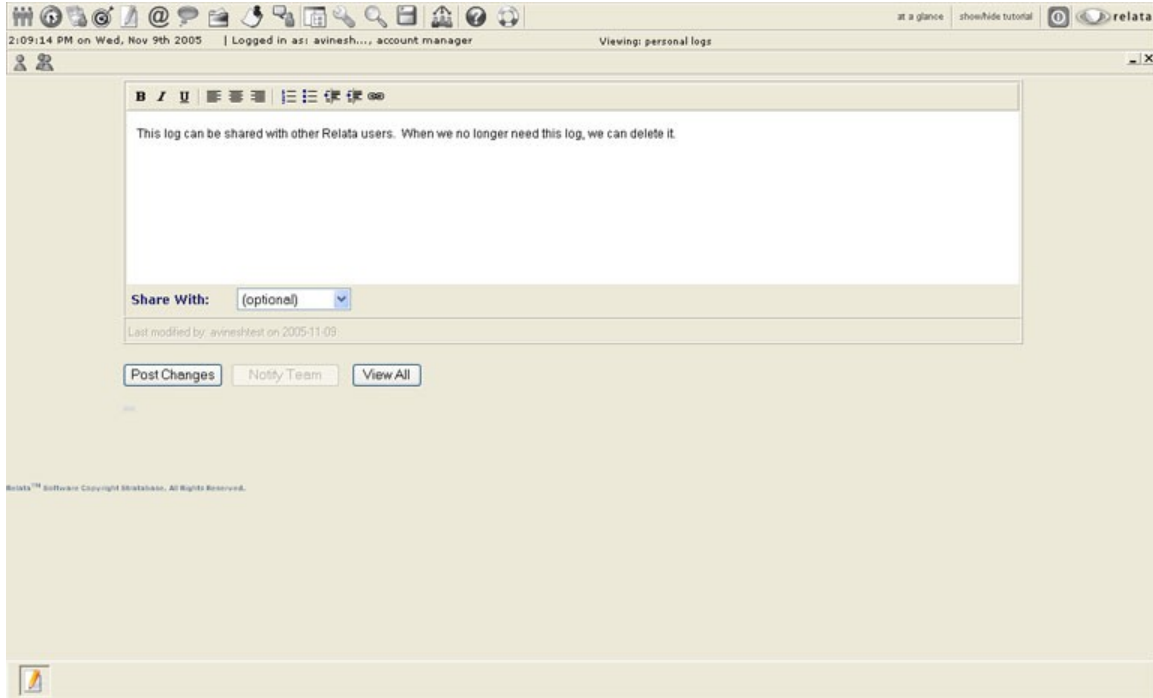 at a glance show/hide tutorial relata
2:09:14 PM on Wed, Nov 9th 2005 | Logged in as: avinesh..., account manager Viewing: personal logs
B I U
This log can be shared with other Relata users. When we no longer need this log, we can delete it.
Share With: (optional)
Last modified by: avineshtest on 2005-11-09
Post Changes Notify Team View All
Relata™ Software Copyright Stratabase, All Rights Reserved.